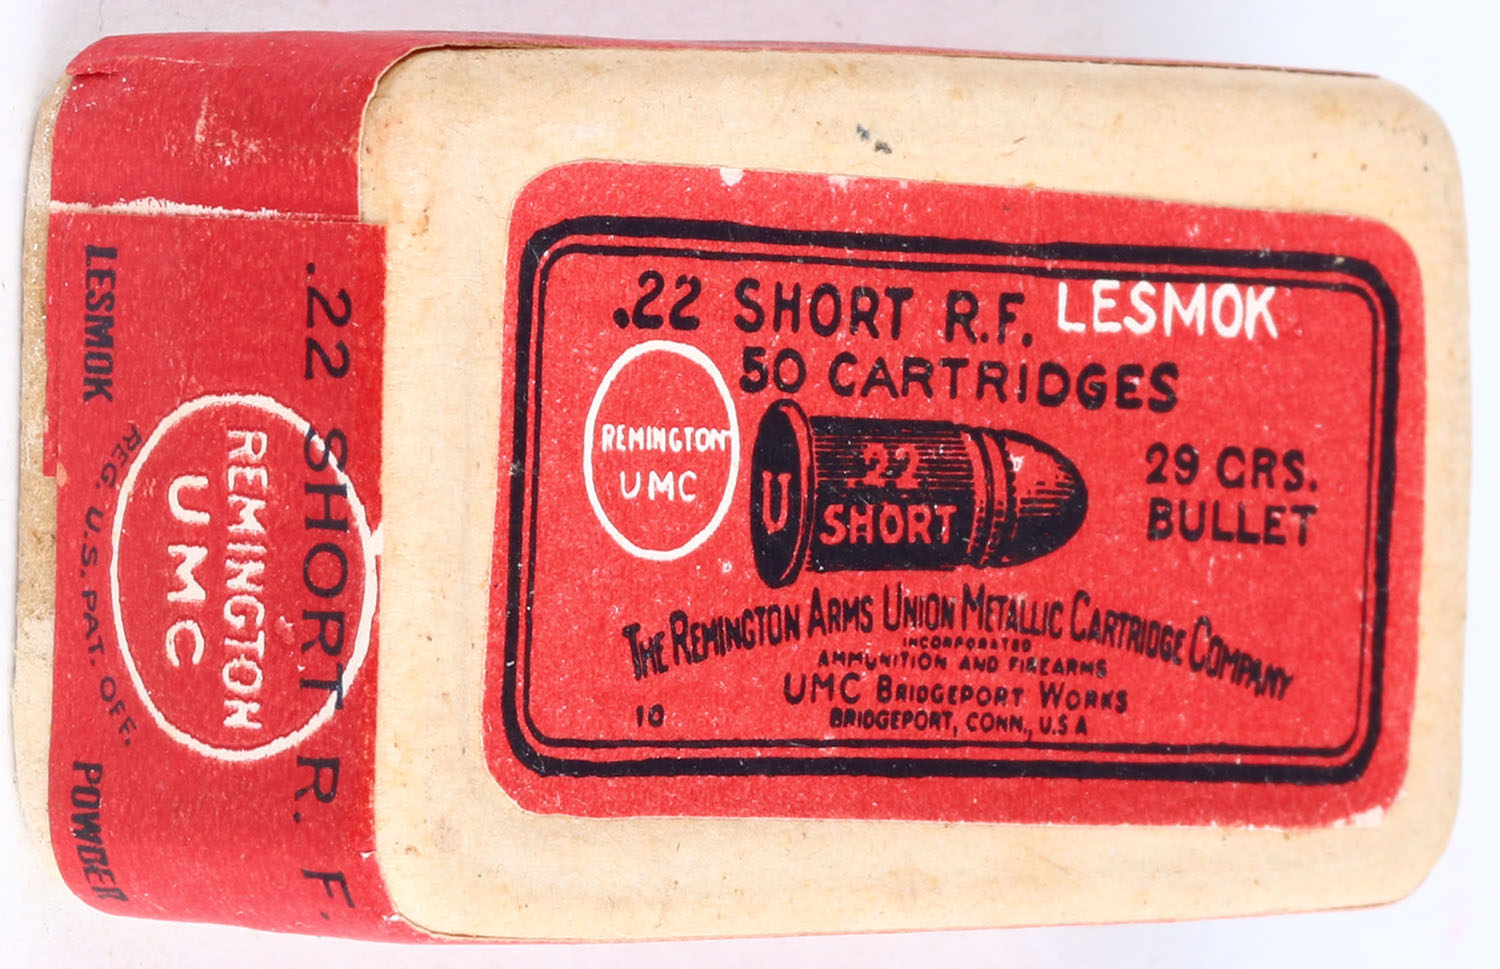 .22 SHORT R.F. LESMOK
50 CARTRIDGES
REMINGTON
UMC
U
22
SHORT
29 GRS.
BULLET
THE REMINGTON ARMS UNION METALLIC CARTRIDGE COMPANY
INCORPORATED
AMMUNITION AND FIREARMS
UMC BRIDGEPORT WORKS
BRIDGEPORT, CONN., U.S.A
10
.22 SHORT R. F.
REMINGTON
UMC
REG. U.S. PAT. OFF.
LESMOK POWDER